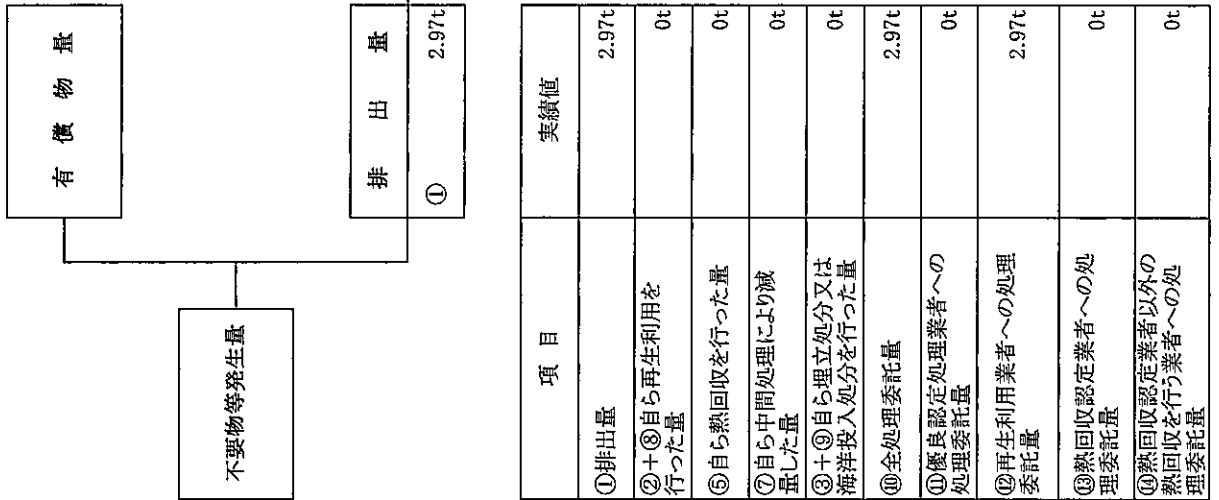 有償物量
不要物等発生量
排出量
① 2.97t
項目 実績値
①排出量 2.97t
②+⑧自ら再生利用を
行った量 0t
⑤自ら熱回収を行った量 0t
⑦自ら中間処理により減
量した量 0t
③+⑨自ら埋立処分又は
海洋投入処分を行った量 0t
⑩全処理委託量 2.97t
⑪優良認定処理業者への
処理委託量 0t
⑫再生利用業者への処理
委託量 2.97t
⑬熱回収認定業者への処
理委託量 0t
⑭熱回収認定業者以外の
熱回収を行う業者への処
理委託量 0t